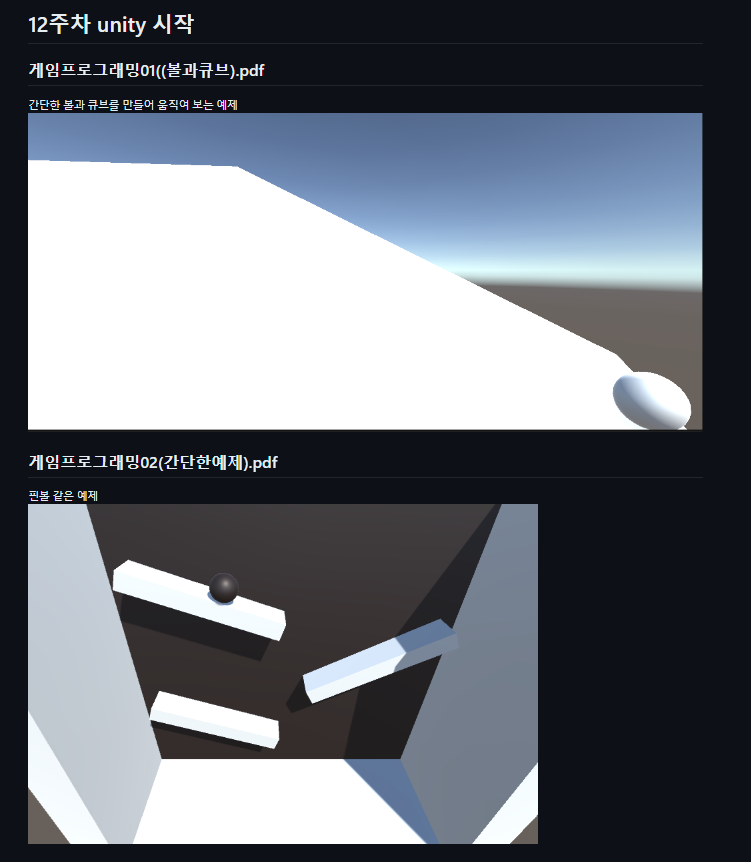 12주차 unity 시작
게임프로그래밍01((볼과큐브).pdf
간단한 볼과 큐브를 만들어 움직여 보는 예제
게임프로그래밍02(간단한예제).pdf
핀볼 같은 예제